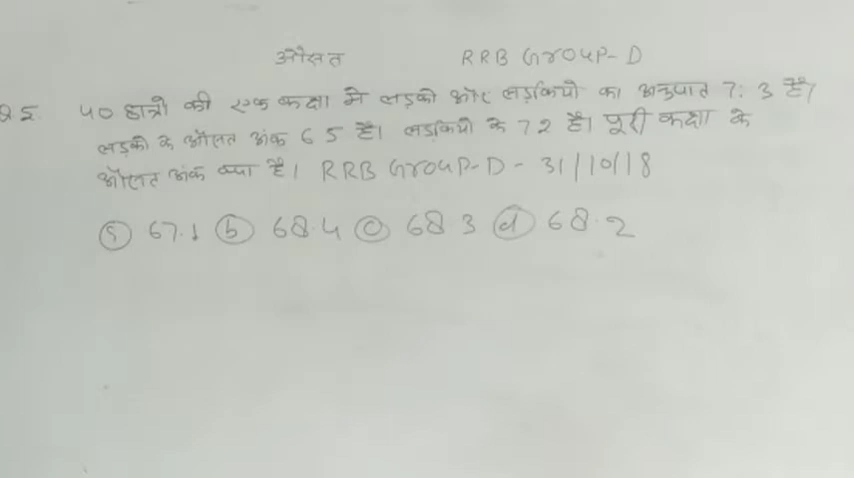 औसत RRB GroUP-D
Q5. 40 छात्रो की एक कक्षा मे लड़को और लड़कियो का अनुपात 7:3 है।
लड़को के औसत अंक 65 है। लड़कियो के 72 है। पूरी कक्षा के
औसत अंक क्या है। RRB GroUP-D - 31/10/18
ⓐ 67.1 ⓑ 68.4 ⓒ 68.3 ⓓ 68.2